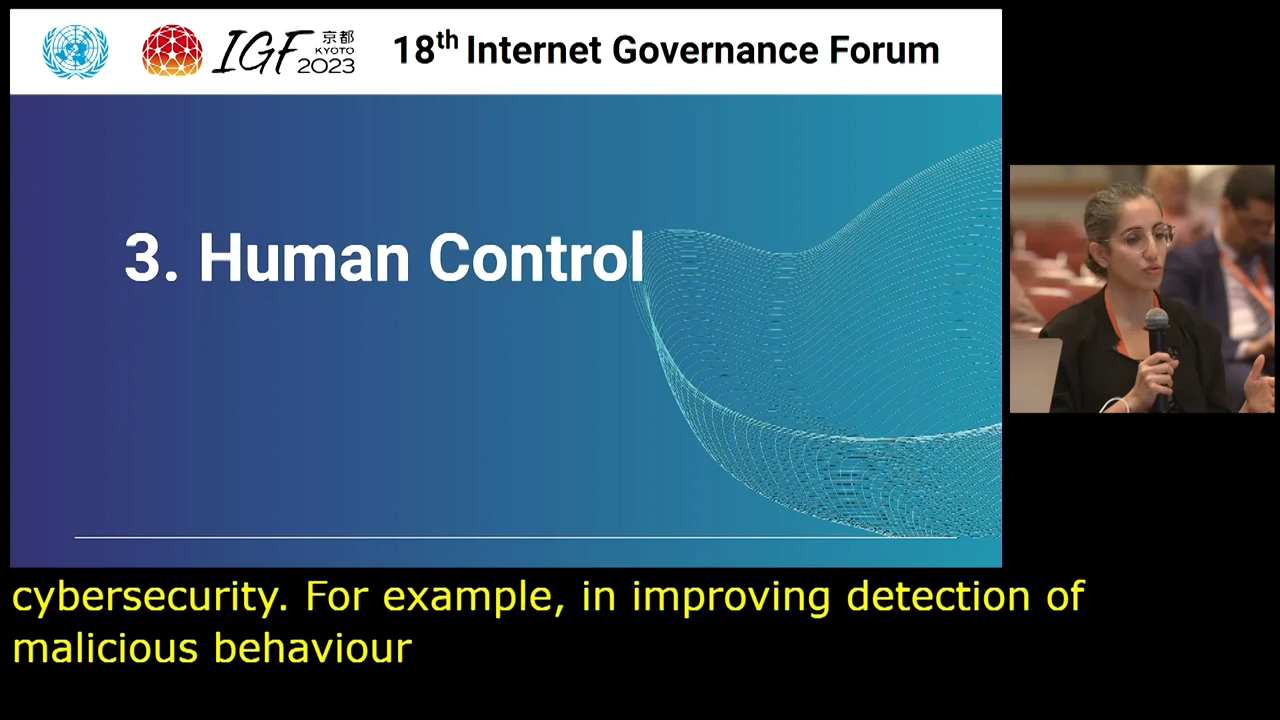 IGF
京都
KYOTO
2023
18th Internet Governance Forum
3. Human Control
cybersecurity. For example, in improving detection of
malicious behaviour